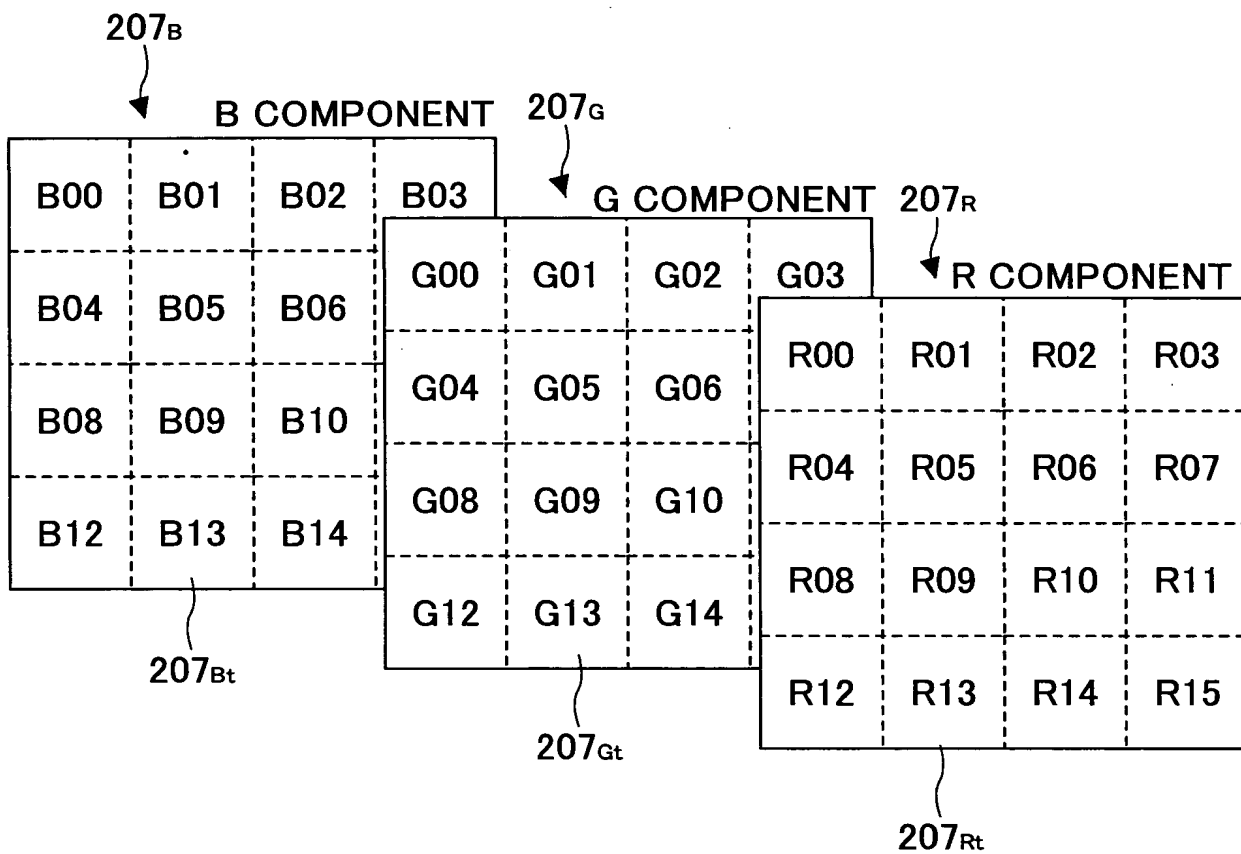 207B
B COMPONENT
207G
G COMPONENT
207R
R COMPONENT
B00 B01 B02 B03
B04 B05 B06
B08 B09 B10
B12 B13 B14
G00 G01 G02 G03
G04 G05 G06
G08 G09 G10
G12 G13 G14
R00 R01 R02 R03
R04 R05 R06 R07
R08 R09 R10 R11
R12 R13 R14 R15
207Bt
207Gt
207Rt